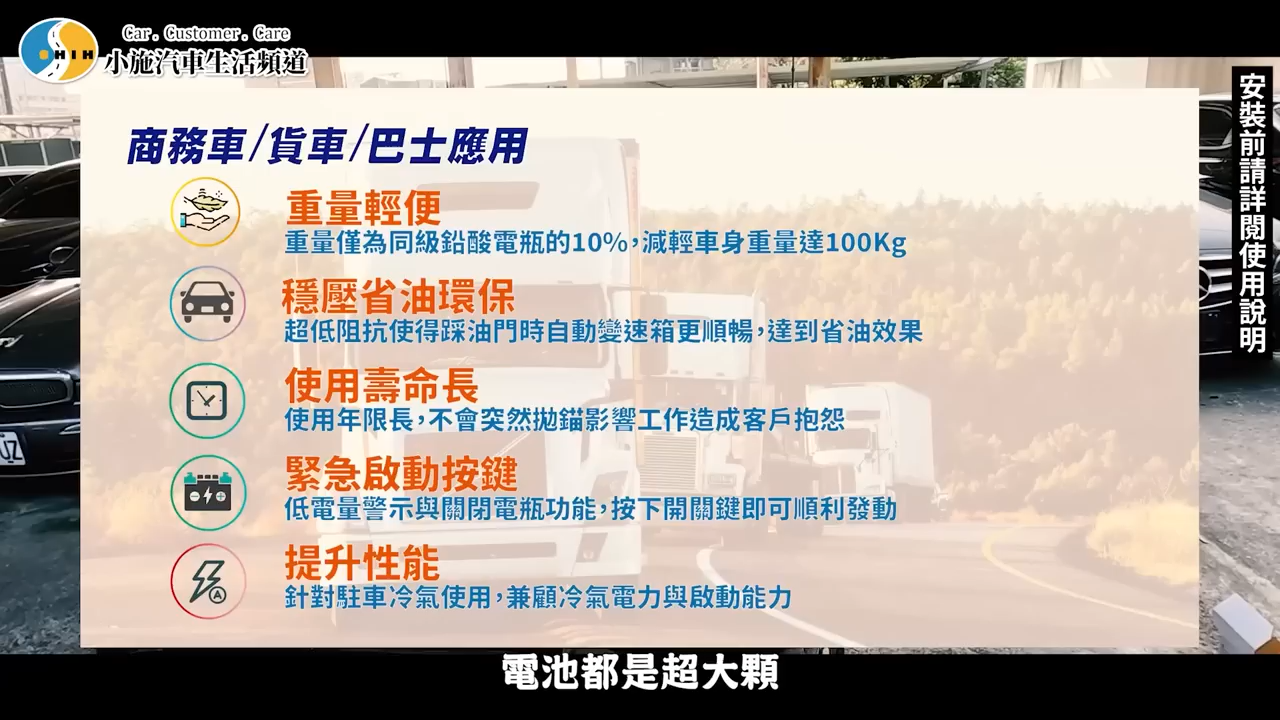 Car. Customer. Care
SHIH
小施汽車生活頻道
安裝前請詳閱使用說明
商務車/貨車/巴士應用
重量輕便
重量僅為同級鉛酸電瓶的10%,減輕車身重量達100Kg
穩壓省油環保
超低阻抗使得踩油門時自動變速箱更順暢,達到省油效果
使用壽命長
使用年限長,不會突然拋錨影響工作造成客戶抱怨
緊急啟動按鍵
低電量警示與關閉電瓶功能,按下開關鍵即可順利發動
提升性能
針對駐車冷氣使用,兼顧冷氣電力與啟動能力
A
UZ
電池都是超大顆